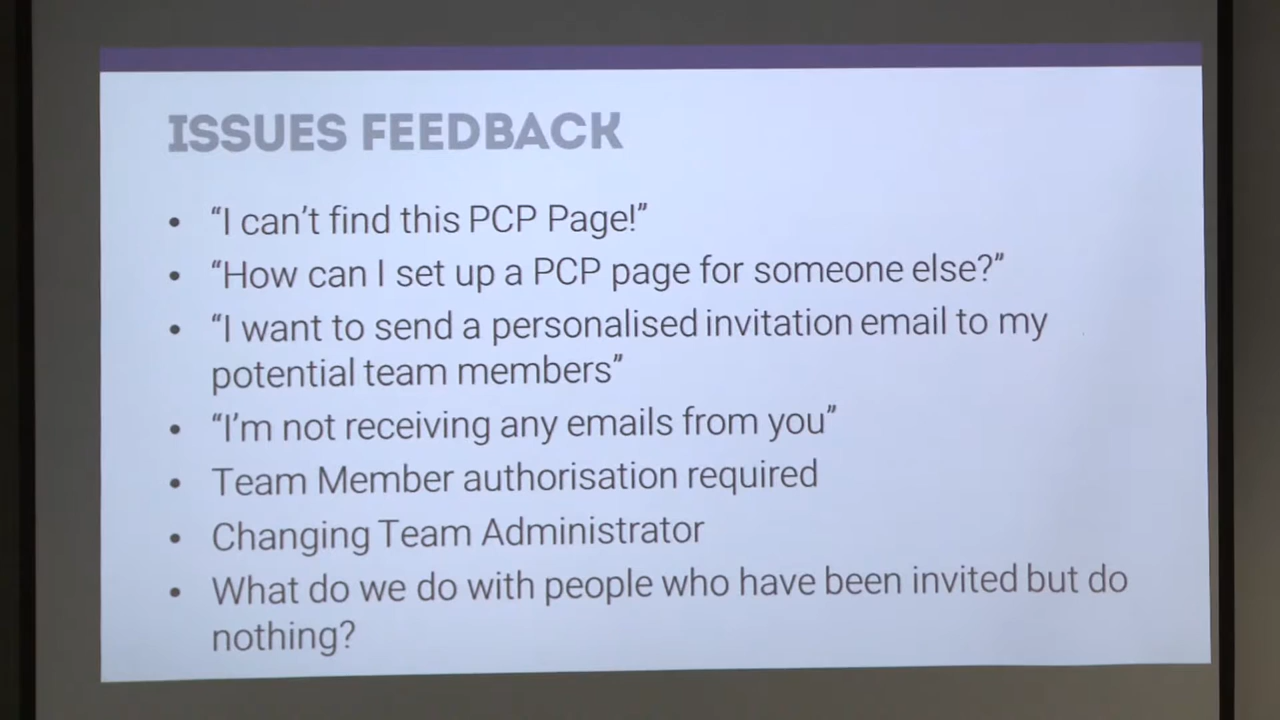 ISSUES FEEDBACK
• “I can’t find this PCP Page!”
• “How can I set up a PCP page for someone else?”
• “I want to send a personalised invitation email to my
potential team members”
• “I’m not receiving any emails from you”
• Team Member authorisation required
• Changing Team Administrator
• What do we do with people who have been invited but do
nothing?